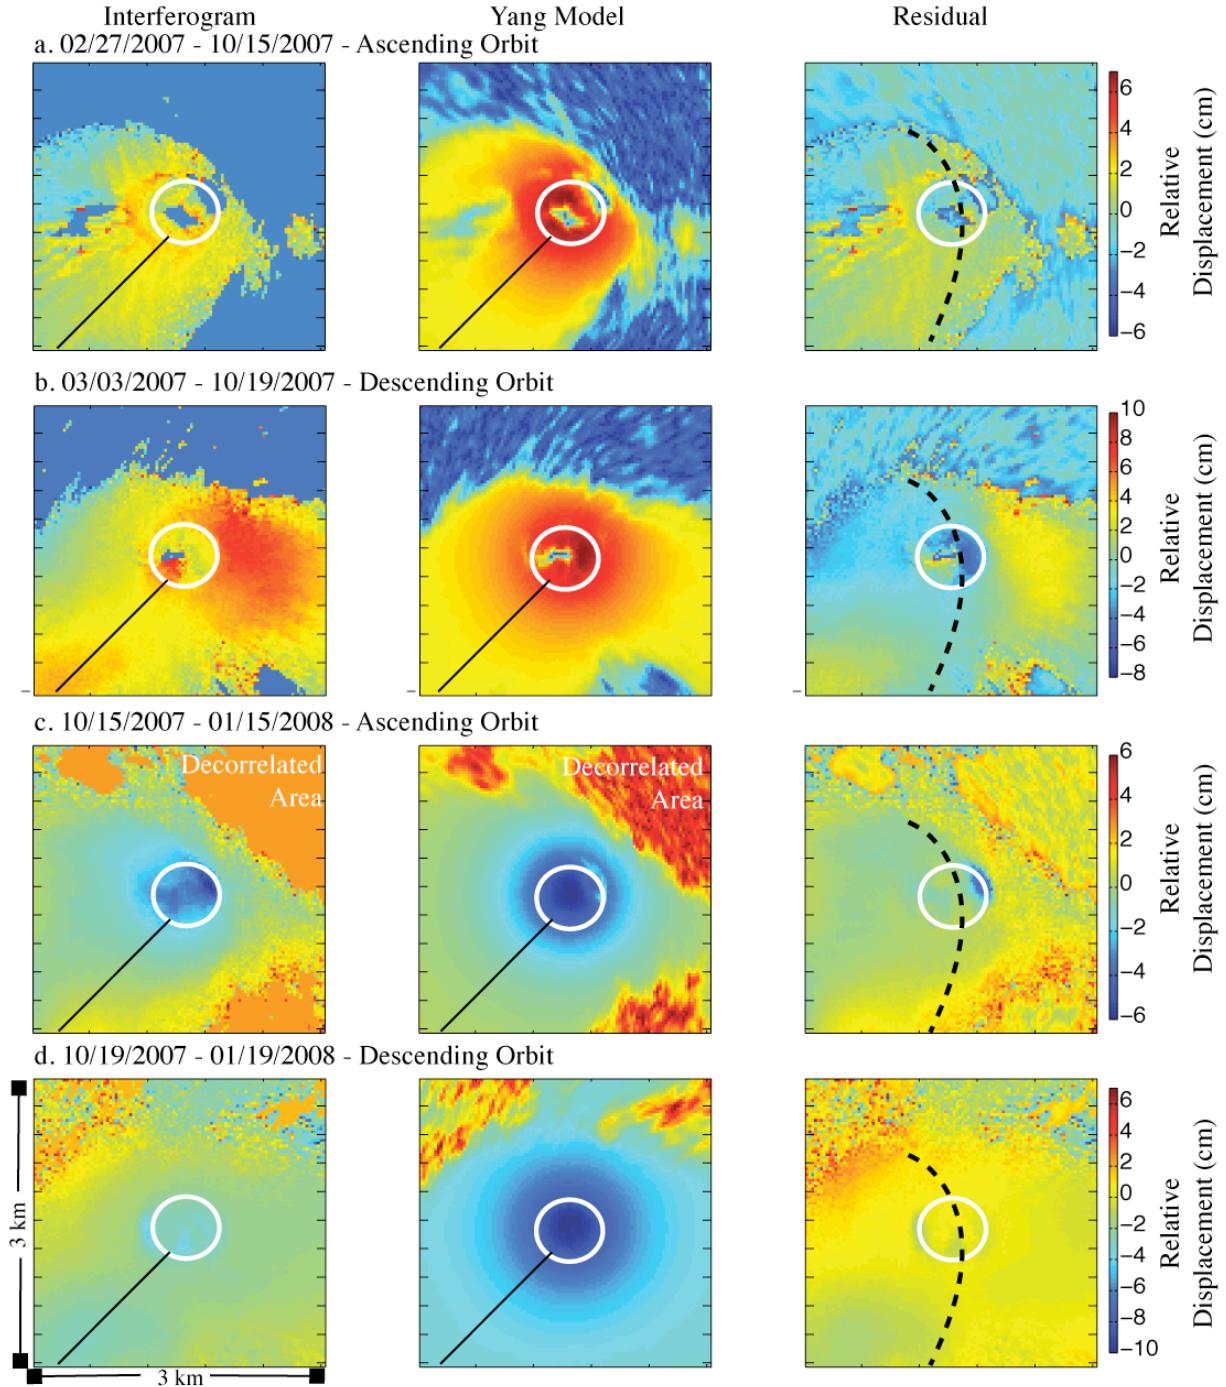 Interferogram Yang Model Residual
a. 02/27/2007 - 10/15/2007 - Ascending Orbit
6
4
2
0
−2
−4
−6
Relative
Displacement (cm)
b. 03/03/2007 - 10/19/2007 - Descending Orbit
10
8
6
4
2
0
−2
−4
−6
−8
Relative
Displacement (cm)
c. 10/15/2007 - 01/15/2008 - Ascending Orbit
Decorrelated
Area
Decorrelated
Area
6
4
2
0
−2
−4
−6
Relative
Displacement (cm)
d. 10/19/2007 - 01/19/2008 - Descending Orbit
6
4
2
0
−2
−4
−6
−8
−10
Relative
Displacement (cm)
3 km
3 km